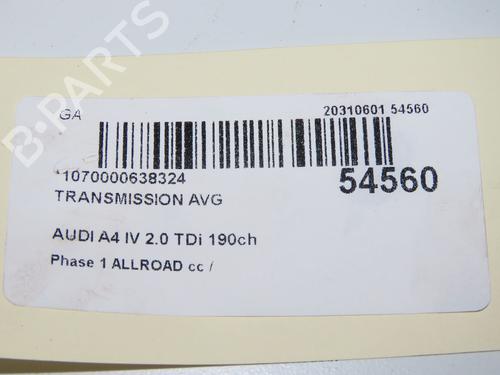 GA
20310601 54560
*1070000638324
54560
TRANSMISSION AVG
AUDI A4 IV 2.0 TDi 190ch
Phase 1 ALLROAD cc /
B-PARTS